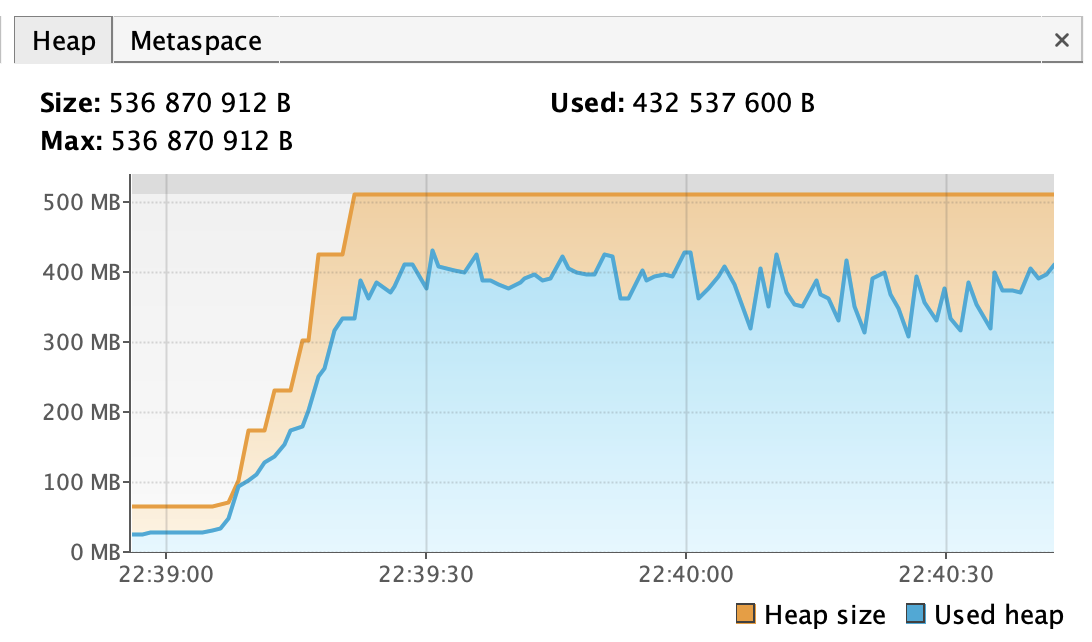 Heap Metaspace ×
Size: 536 870 912 B Used: 432 537 600 B
Max: 536 870 912 B
500 MB
400 MB
300 MB
200 MB
100 MB
0 MB
22:39:00 22:39:30 22:40:00 22:40:30
Heap size Used heap